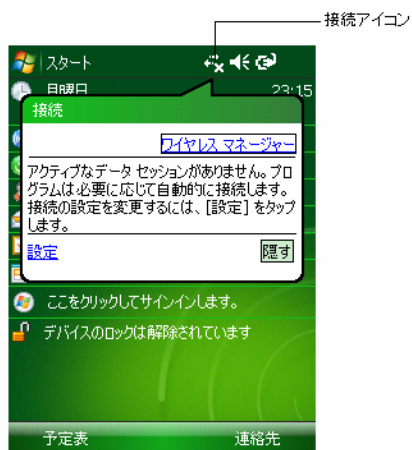 接続アイコン
スタート
月曜日
23:15
接続
ワイヤレス マネージャー
アクティブなデータ セッションがありません。プロ
グラムは必要に応じて自動的に接続します。
接続の設定を変更するには、[設定] をタップ
します。
設定
隠す
ここをクリックしてサインインします。
デバイスのロックは解除されています
予定表
連絡先